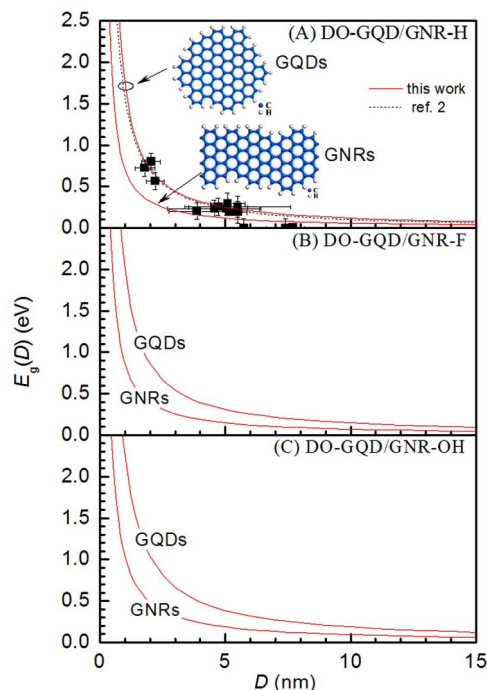 (A) DO-GQD/GNR-H
GQDs
this work
ref. 2
C
H
GNRs
C
H
2.5
2.0
1.5
1.0
0.5
0.0
(B) DO-GQD/GNR-F
GQDs
GNRs
2.0
1.5
1.0
0.5
0.0
E_g(D) (eV)
(C) DO-GQD/GNR-OH
GQDs
GNRs
2.0
1.5
1.0
0.5
0.0
0 5 10 15
D (nm)